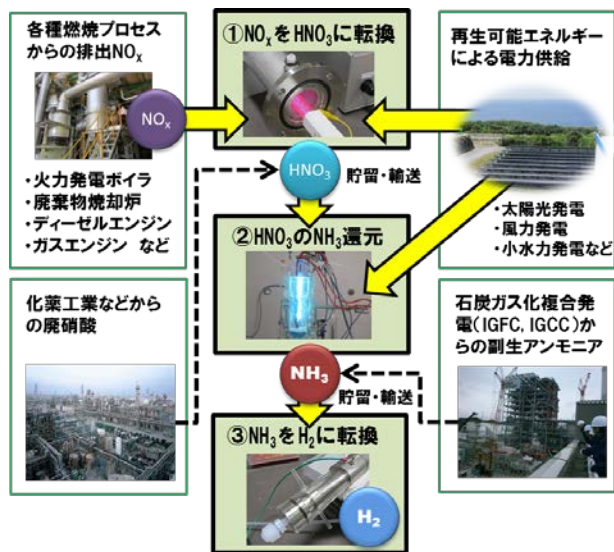 各種燃焼プロセス
からの排出NOₓ
NOₓ
・火力発電ボイラ
・廃棄物焼却炉
・ディーゼルエンジン
・ガスエンジン など
①NOₓをHNO₃に転換
再生可能エネルギー
による電力供給
・太陽光発電
・風力発電
・小水力発電など
HNO₃
貯留・輸送
②HNO₃のNH₃還元
化薬工業などから
の廃硝酸
石炭ガス化複合発
電(IGFC, IGCC)か
らの副生アンモニア
NH₃
貯留・輸送
③NH₃をH₂に転換
H₂